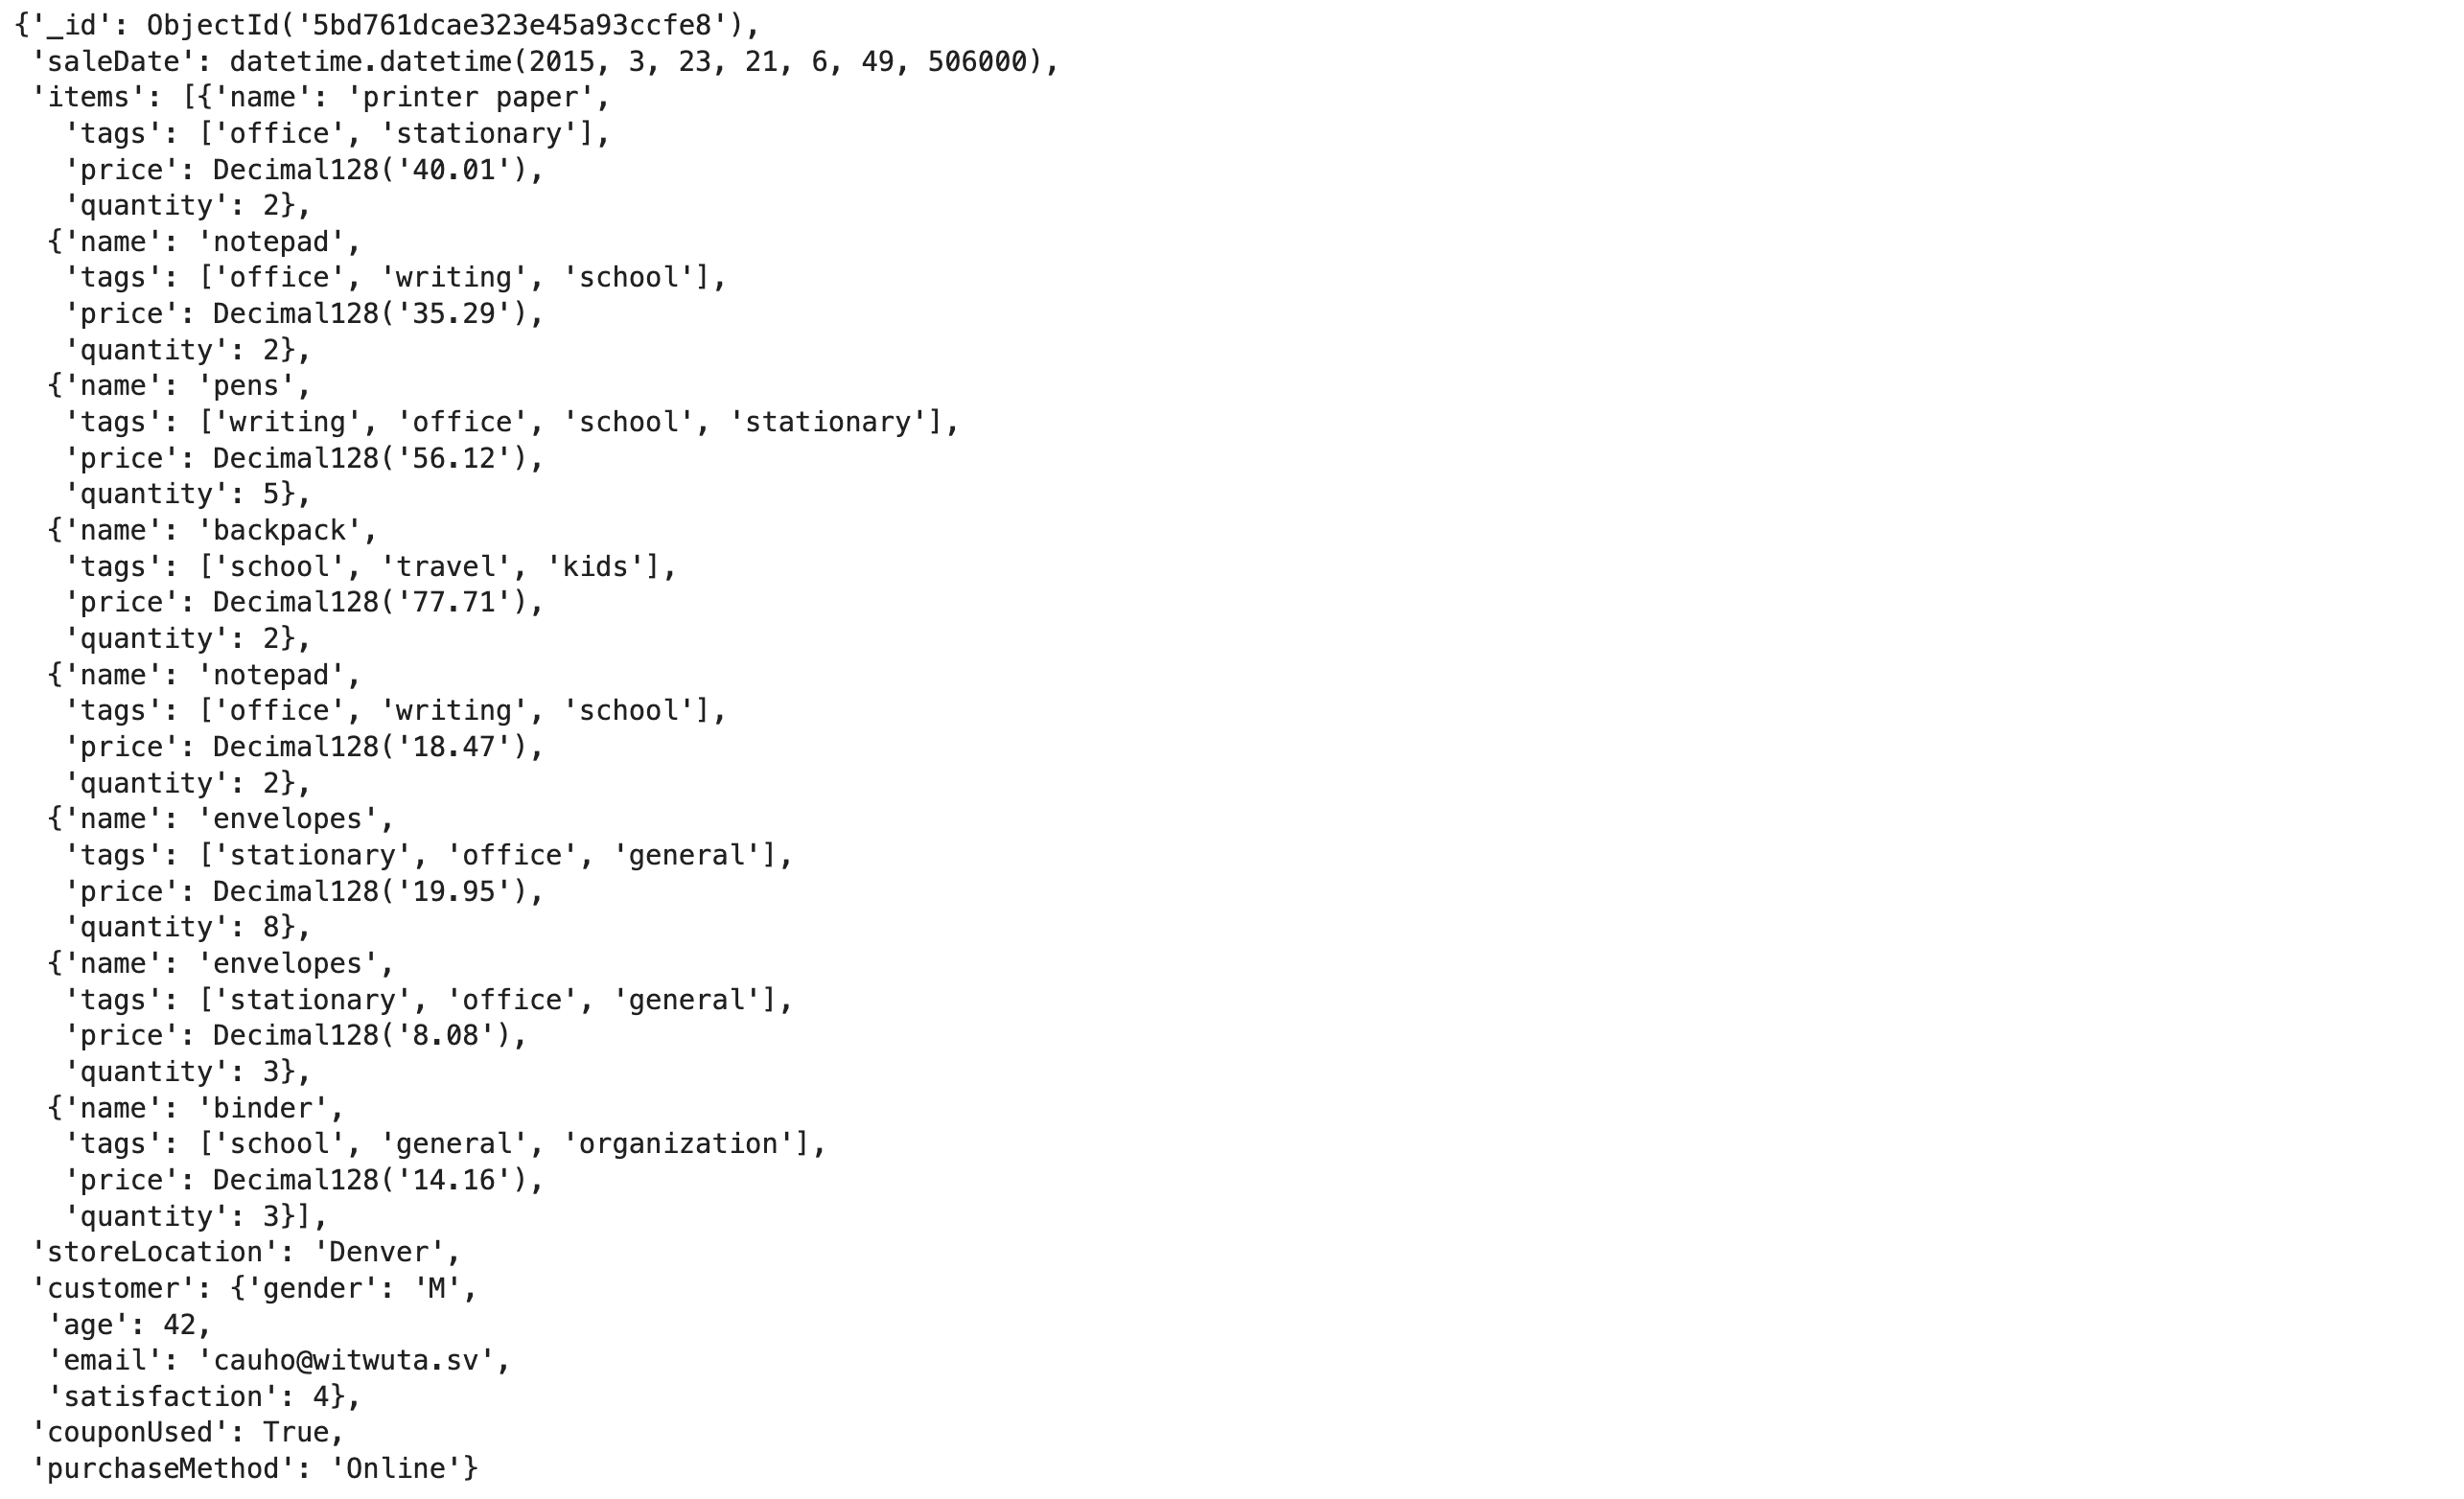 {'_id': ObjectId('5bd761dcae323e45a93ccfe8'),
 'saleDate': datetime.datetime(2015, 3, 23, 21, 6, 49, 506000),
 'items': [{'name': 'printer paper',
   'tags': ['office', 'stationary'],
   'price': Decimal128('40.01'),
   'quantity': 2},
  {'name': 'notepad',
   'tags': ['office', 'writing', 'school'],
   'price': Decimal128('35.29'),
   'quantity': 2},
  {'name': 'pens',
   'tags': ['writing', 'office', 'school', 'stationary'],
   'price': Decimal128('56.12'),
   'quantity': 5},
  {'name': 'backpack',
   'tags': ['school', 'travel', 'kids'],
   'price': Decimal128('77.71'),
   'quantity': 2},
  {'name': 'notepad',
   'tags': ['office', 'writing', 'school'],
   'price': Decimal128('18.47'),
   'quantity': 2},
  {'name': 'envelopes',
   'tags': ['stationary', 'office', 'general'],
   'price': Decimal128('19.95'),
   'quantity': 8},
  {'name': 'envelopes',
   'tags': ['stationary', 'office', 'general'],
   'price': Decimal128('8.08'),
   'quantity': 3},
  {'name': 'binder',
   'tags': ['school', 'general', 'organization'],
   'price': Decimal128('14.16'),
   'quantity': 3}],
 'storeLocation': 'Denver',
 'customer': {'gender': 'M',
  'age': 42,
  'email': 'cauho@witwuta.sv',
  'satisfaction': 4},
 'couponUsed': True,
 'purchaseMethod': 'Online'}